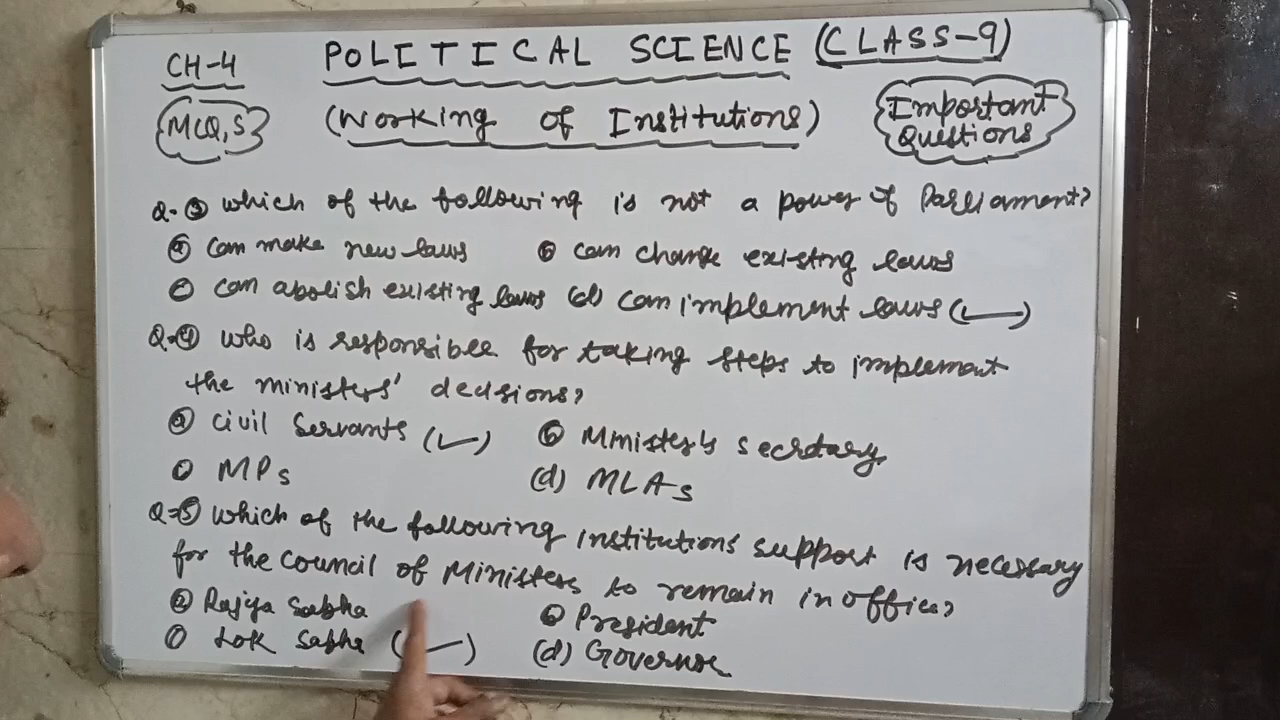 CH-4 POLITICAL SCIENCE (CLASS-9)
MCQ,S (Working of Institutions) Important Questions
Q-③ which of the following is not a power of Parliament?
ⓐ can make new laws ⓑ can change existing laws
ⓒ can abolish existing laws (d) can implement laws (✓)
Q-④ who is responsible for taking steps to implement
the ministers' decisions?
ⓐ civil Servants (✓) ⓑ Minister's secretary
ⓒ MPs (d) MLAs
Q-⑤ which of the following institutions support is necessary
for the council of Ministers to remain in office?
ⓐ Rajya Sabha ⓑ President
ⓒ Lok Sabha (✓) (d) Governor